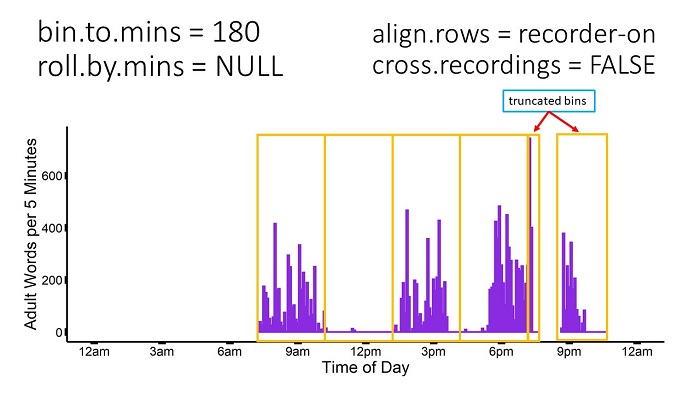 bin.to.mins = 180
roll.by.mins = NULL
align.rows = recorder-on
cross.recordings = FALSE
truncated bins
Adult Words per 5 Minutes
600
400
200
0
12am 3am 6am 9am 12pm 3pm 6pm 9pm 12am
Time of Day